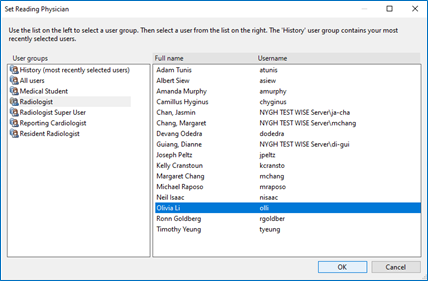 Set Reading Physician
Use the list on the left to select a user group. Then select a user from the list on the right. The 'History' user group contains your most
recently selected users.
User groups
History (most recently selected users)
All users
Medical Student
Radiologist
Radiologist Super User
Reporting Cardiologist
Resident Radiologist
Full name Username
Adam Tunis atunis
Albert Siew asiew
Amanda Murphy amurphy
Camillus Hyginus chyginus
Chan, Jasmin NYGH TEST WISE Server\ja-cha
Chang, Margaret NYGH TEST WISE Server\mchang
Devang Odedra dodedra
Guiang, Dianne NYGH TEST WISE Server\di-gui
Joseph Peltz jpeltz
Kelly Cranstoun kcransto
Margaret Chang mchang
Michael Raposo mraposo
Neil Isaac nisaac
Olivia Li olli
Ronn Goldberg rgoldber
Timothy Yeung tyeung
OK Cancel